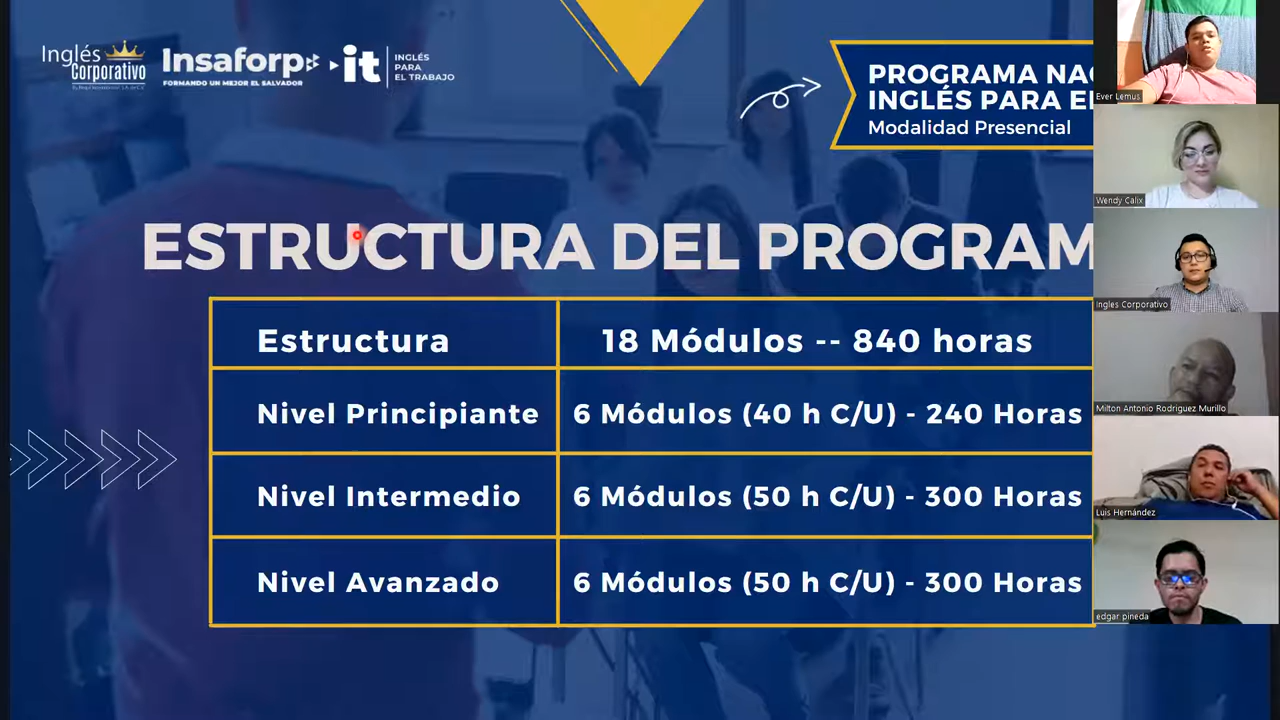 Inglés
Corporativo
Insaforp
FORMANDO UN MEJOR EL SALVADOR
it
INGLÉS
PARA
EL TRABAJO
PROGRAMA NAC
INGLÉS PARA E
Modalidad Presencial
ESTRUCTURA DEL PROGRAM
Estructura 18 Módulos -- 840 horas
Nivel Principiante 6 Módulos (40 h C/U) - 240 Horas
Nivel Intermedio 6 Módulos (50 h C/U) - 300 Horas
Nivel Avanzado 6 Módulos (50 h C/U) - 300 Horas
Ever Lemus
Wendy Calix
Ingles Corporativo
Milton Antonio Rodriguez Murillo
Luis Hernández
edgar pineda